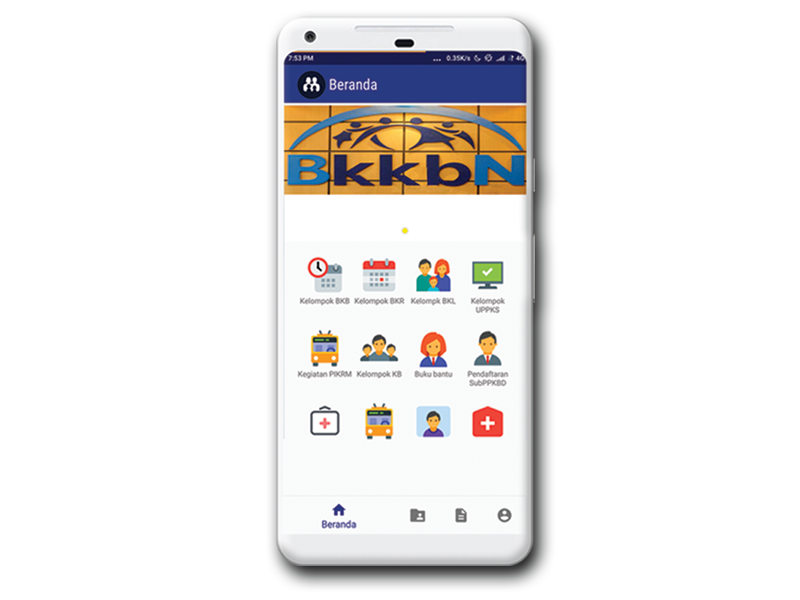 7:53 PM ... 0.35K/s 4G
Beranda
BkkbN
Kelompok BKB Kelompok BKR Kelompk BKL Kelompok UPPKS
Kegiatan PIKRM Kelompok KB Buku bantu Pendaftaran SubPPKBD
Beranda